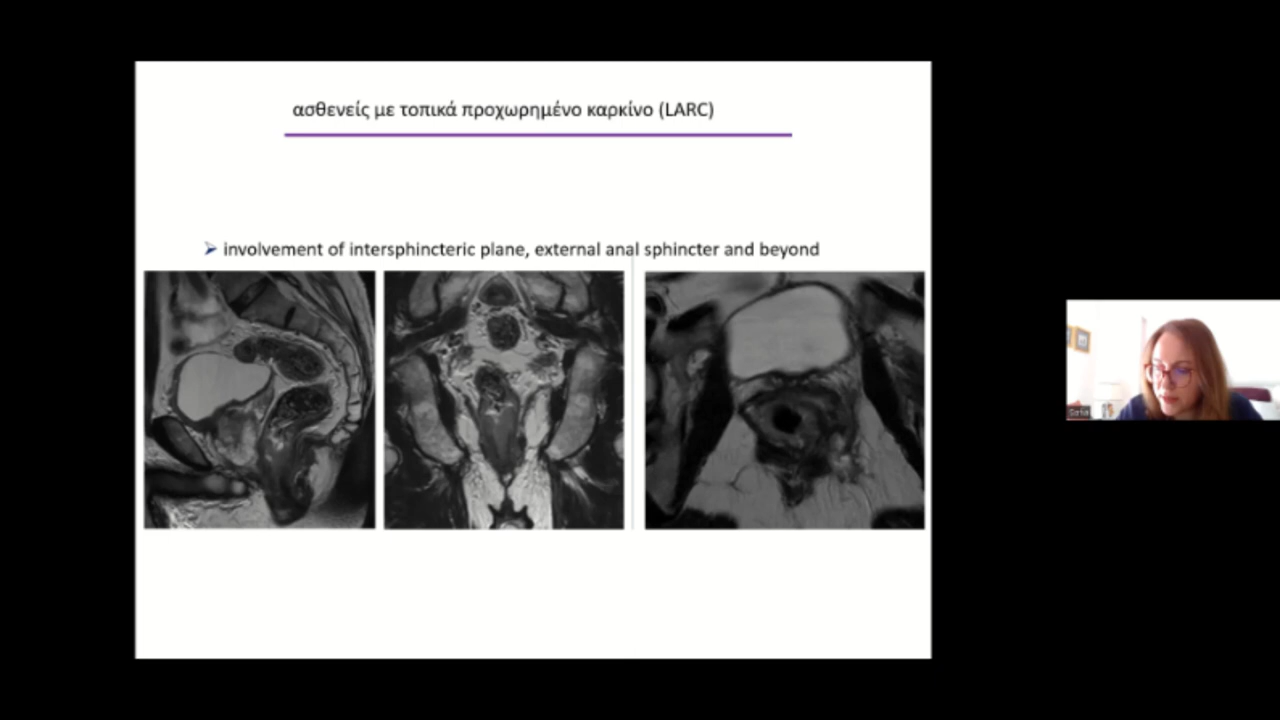 ασθενείς με τοπικά προχωρημένο καρκίνο (LARC)
➢ involvement of intersphincteric plane, external anal sphincter and beyond